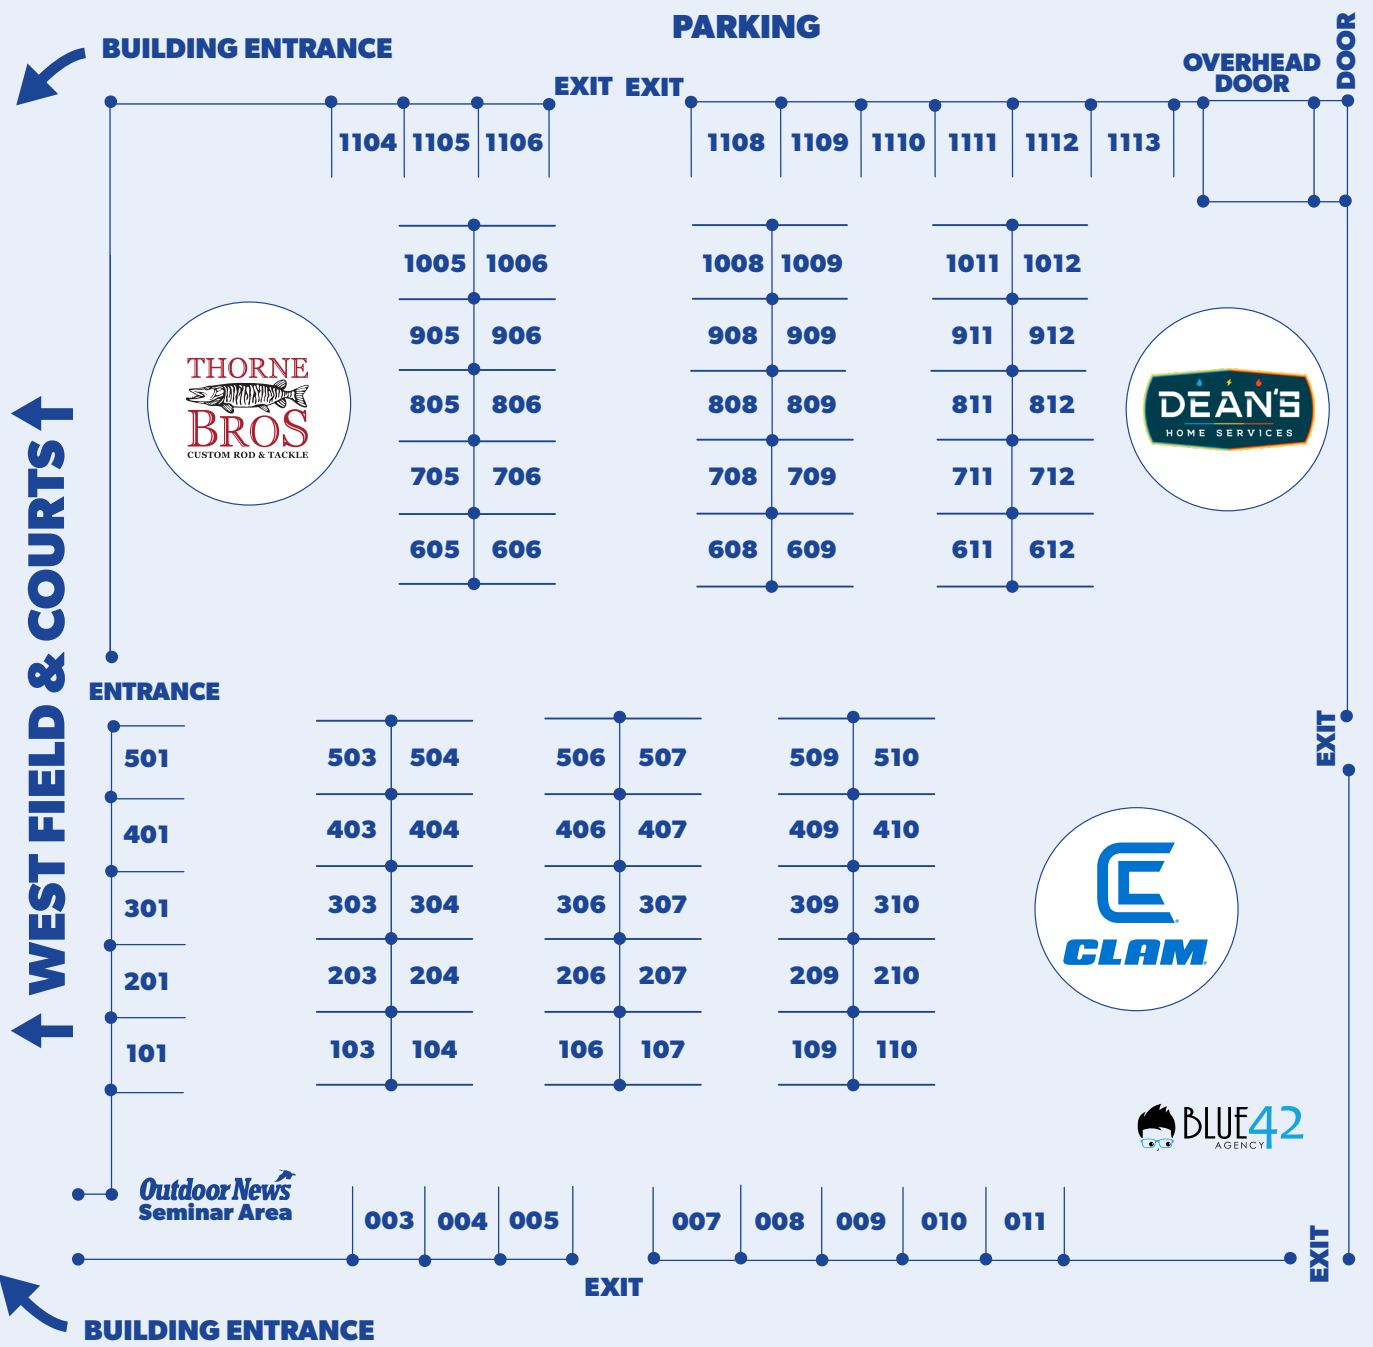 PARKING
BUILDING ENTRANCE
DOOR
OVERHEAD
DOOR
EXIT EXIT
1104 1105 1106 1108 1109 1110 1111 1112 1113
1005 1006 1008 1009 1011 1012
905 906 908 909 911 912
THORNE
BROS
CUSTOM ROD & TACKLE
DEAN'S
HOME SERVICES
805 806 808 809 811 812
705 706 708 709 711 712
605 606 608 609 611 612
WEST FIELD & COURTS
ENTRANCE
EXIT
501 503 504 506 507 509 510
401 403 404 406 407 409 410
301 303 304 306 307 309 310
CLAM
201 203 204 206 207 209 210
101 103 104 106 107 109 110
BLUE42
AGENCY
Outdoor News
Seminar Area
003 004 005 007 008 009 010 011
EXIT
EXIT
BUILDING ENTRANCE